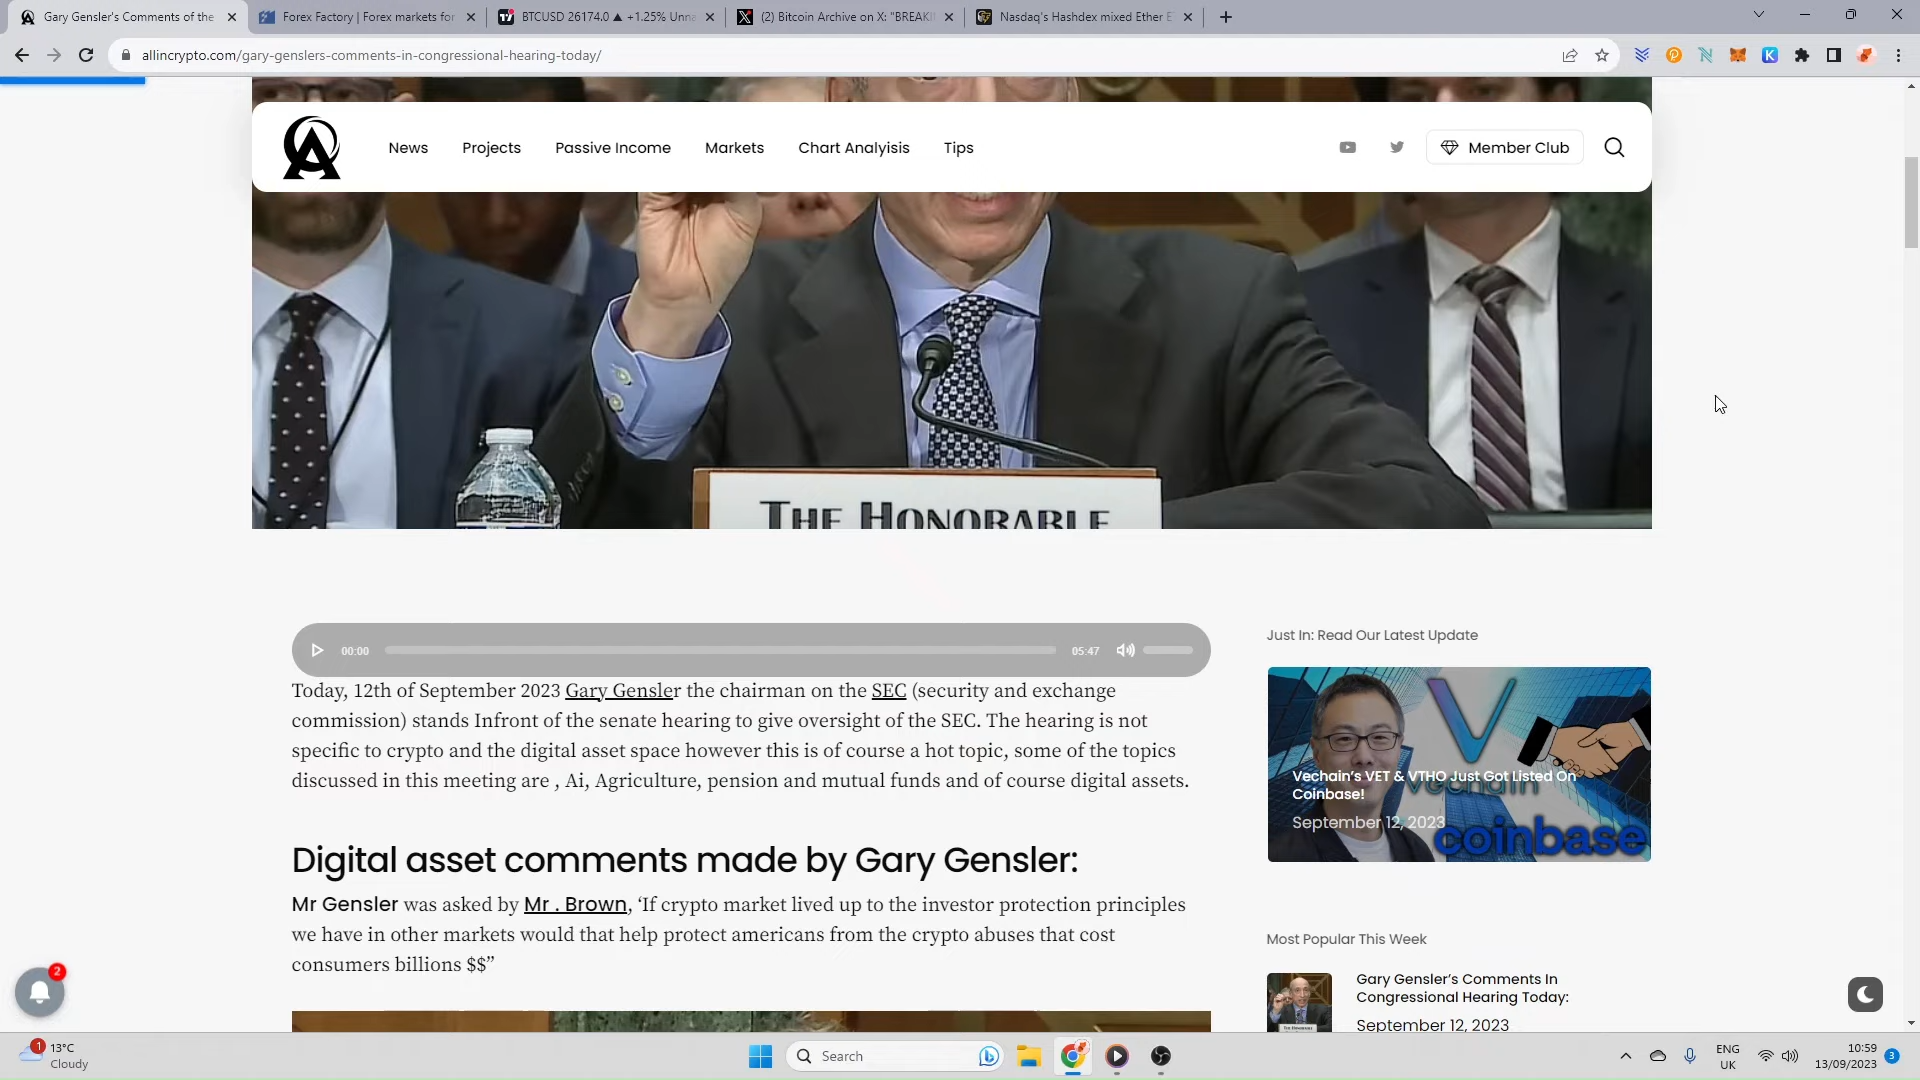 Gary Gensler's Comments of the
Forex Factory | Forex markets for
BTCUSD 26174.0 ▲ +1.25% Unna
(2) Bitcoin Archive on X: "BREAKI
Nasdaq's Hashdex mixed Ether E
allincrypto.com/gary-genslers-comments-in-congressional-hearing-today/
News
Projects
Passive Income
Markets
Chart Analyisis
Tips
Member Club
THE HONORABLE
00:00
05:47
Today, 12th of September 2023 Gary Gensler the chairman on the SEC (security and exchange
commission) stands Infront of the senate hearing to give oversight of the SEC. The hearing is not
specific to crypto and the digital asset space however this is of course a hot topic, some of the topics
discussed in this meeting are , Ai, Agriculture, pension and mutual funds and of course digital assets.
Digital asset comments made by Gary Gensler:
Mr Gensler was asked by Mr . Brown, ‘If crypto market lived up to the investor protection principles
we have in other markets would that help protect americans from the crypto abuses that cost
consumers billions $$”
Just In: Read Our Latest Update
Vechain’s VET & VTHO Just Got Listed On
Coinbase!
vechain
September 12, 2023
coinbase
Most Popular This Week
Gary Gensler’s Comments In
Congressional Hearing Today:
September 12, 2023
THE HONORABLE
2
1
13°C
Cloudy
Search
ENG
UK
10:59
13/09/2023
3